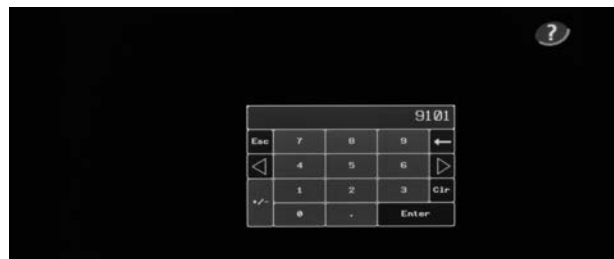 ?
9101
Esc 7 8 9 ←
◁ 4 5 6 ▷
+/- 1 2 3 Clr
0 . Enter